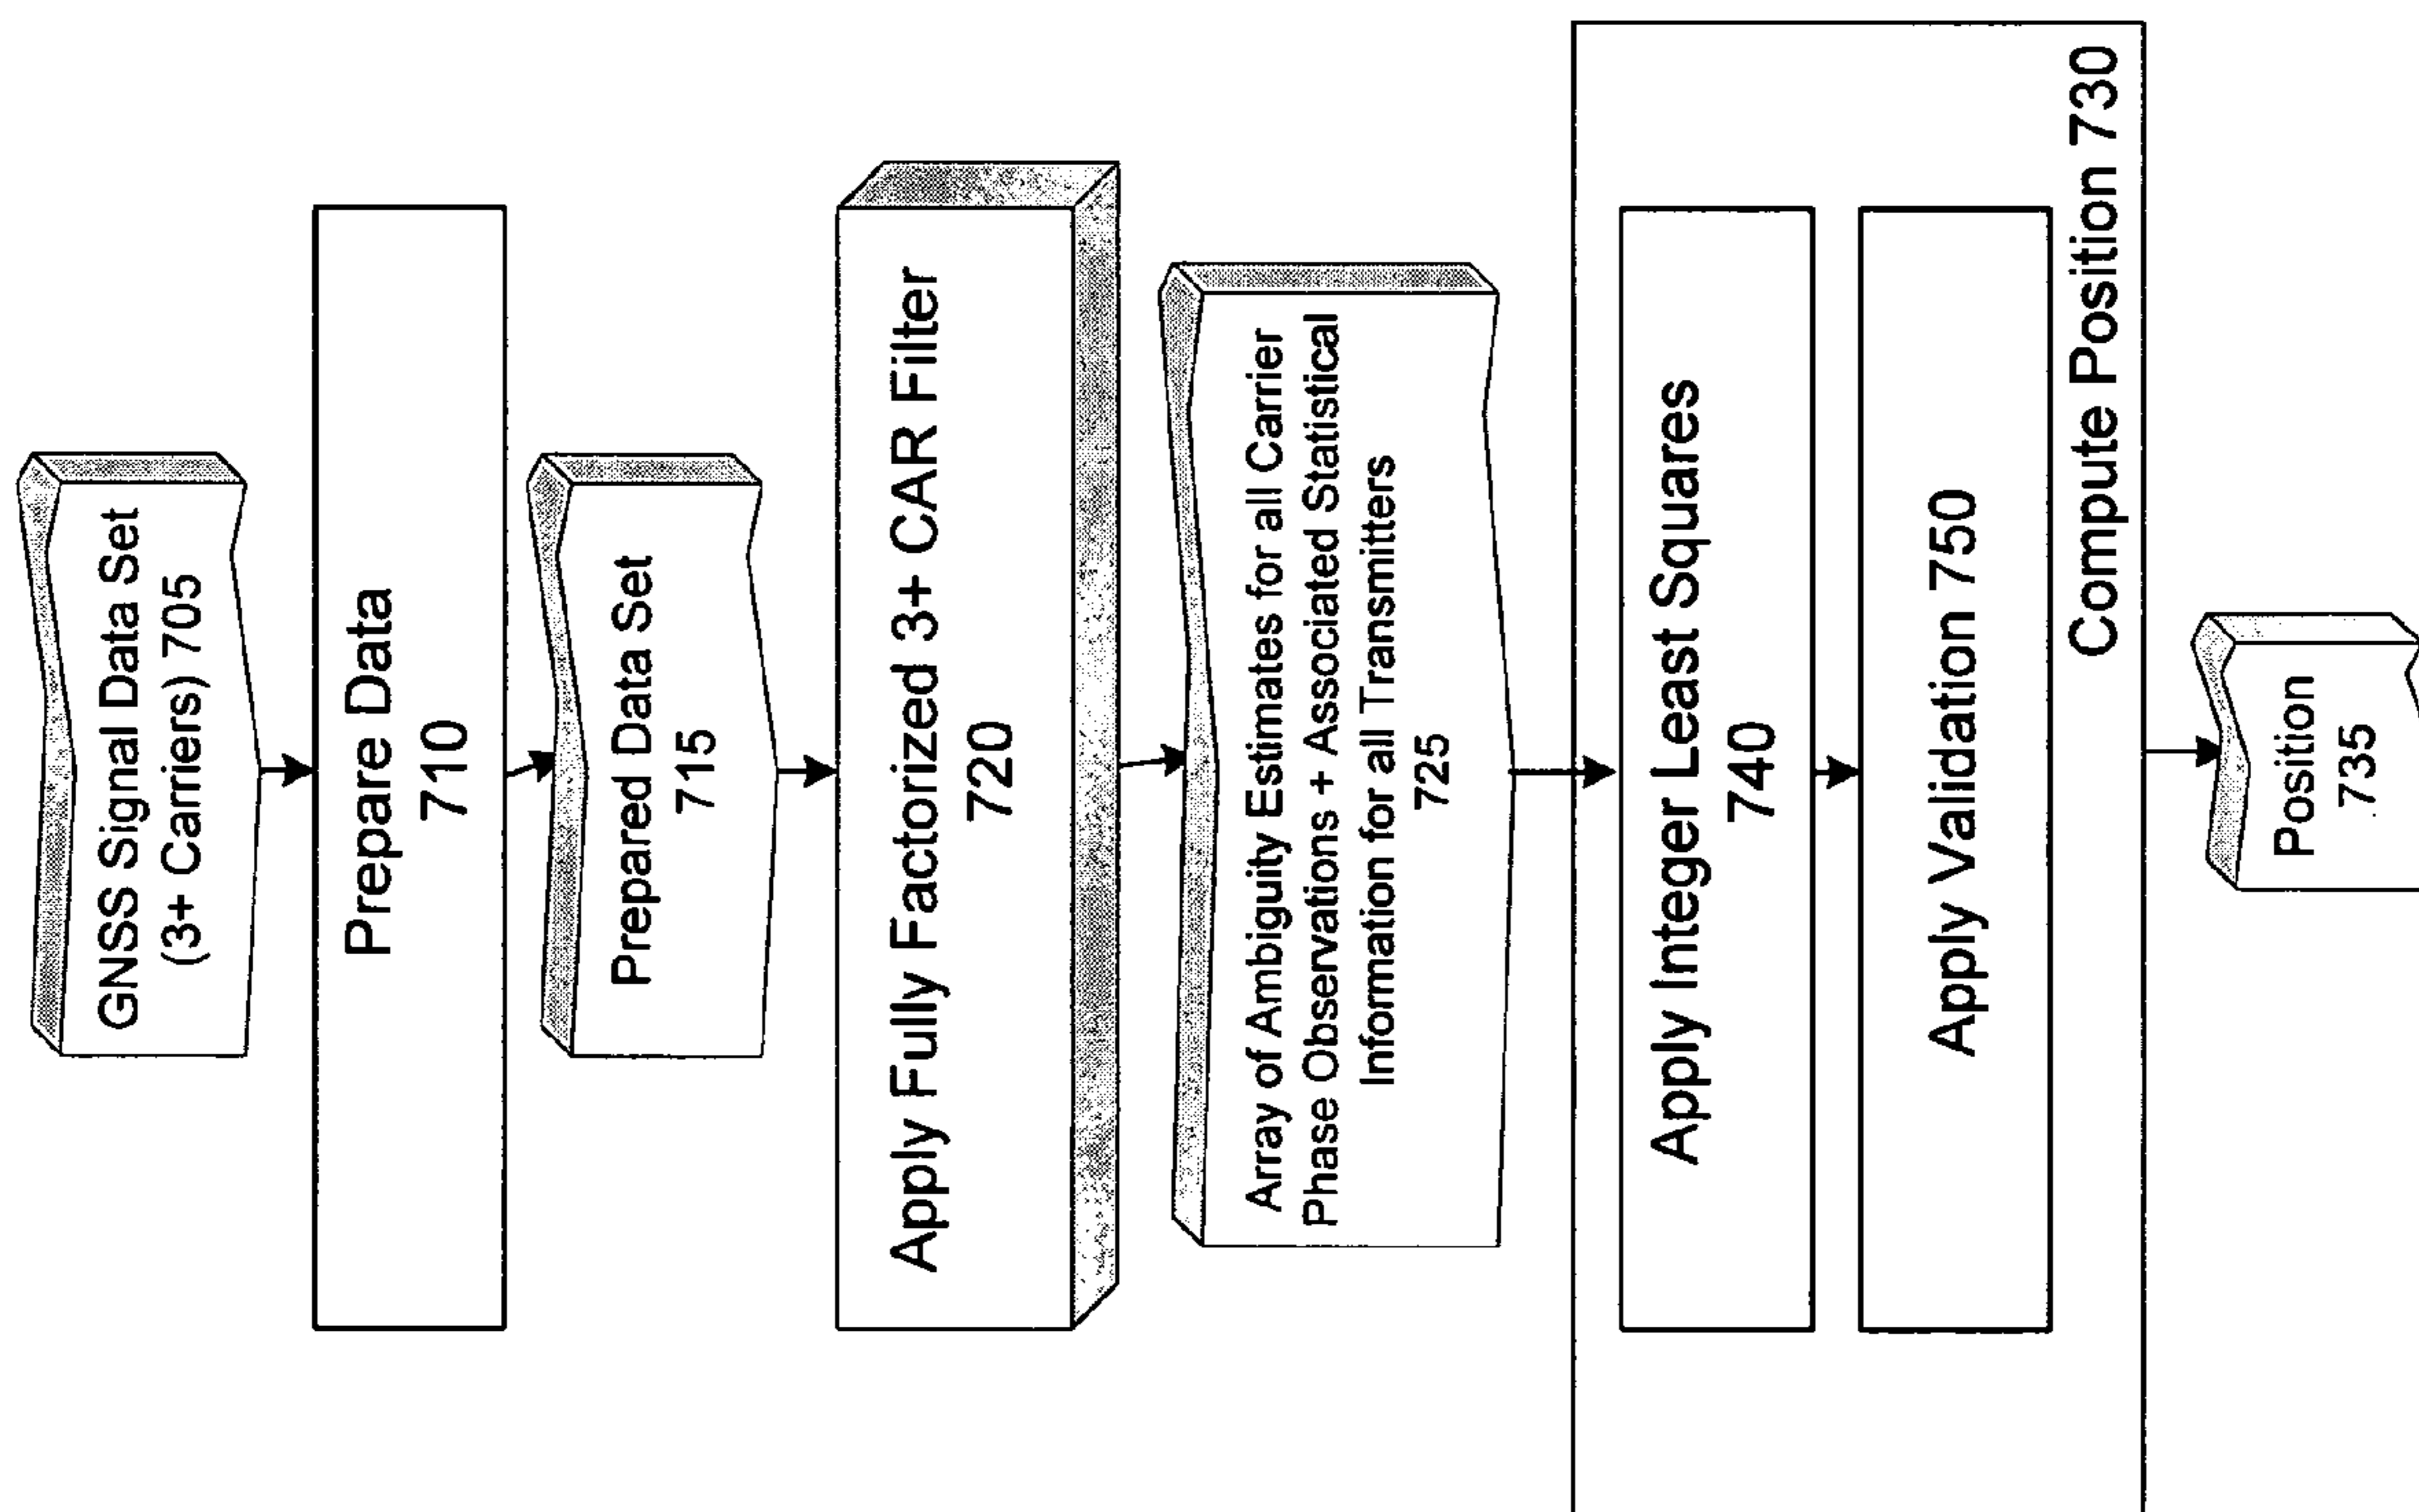 GNSS Signal Data Set
(3+ Carriers) 705
Prepare Data
710
Prepared Data Set
715
Apply Fully Factorized 3+ CAR Filter
720
Array of Ambiguity Estimates for all Carrier
Phase Observations + Associated Statistical
Information for all Transmitters
725
Apply Integer Least Squares
740
Apply Validation 750
Compute Position 730
Position
735